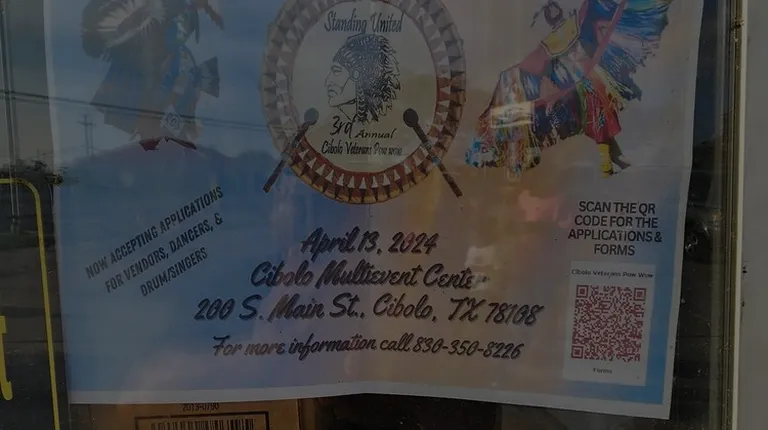 Standing United
3rd Annual
Cibolo Veterans Pow wow
NOW ACCEPTING APPLICATIONS
FOR VENDORS, DANCERS, &
DRUM/SINGERS
April 13, 2024
Cibolo Multievent Center
200 S. Main St., Cibolo, TX 78108
For more information call 830-350-8226
SCAN THE QR
CODE FOR THE
APPLICATIONS &
FORMS
Cibolo Veterans Pow Wow
Forms
2013-0790